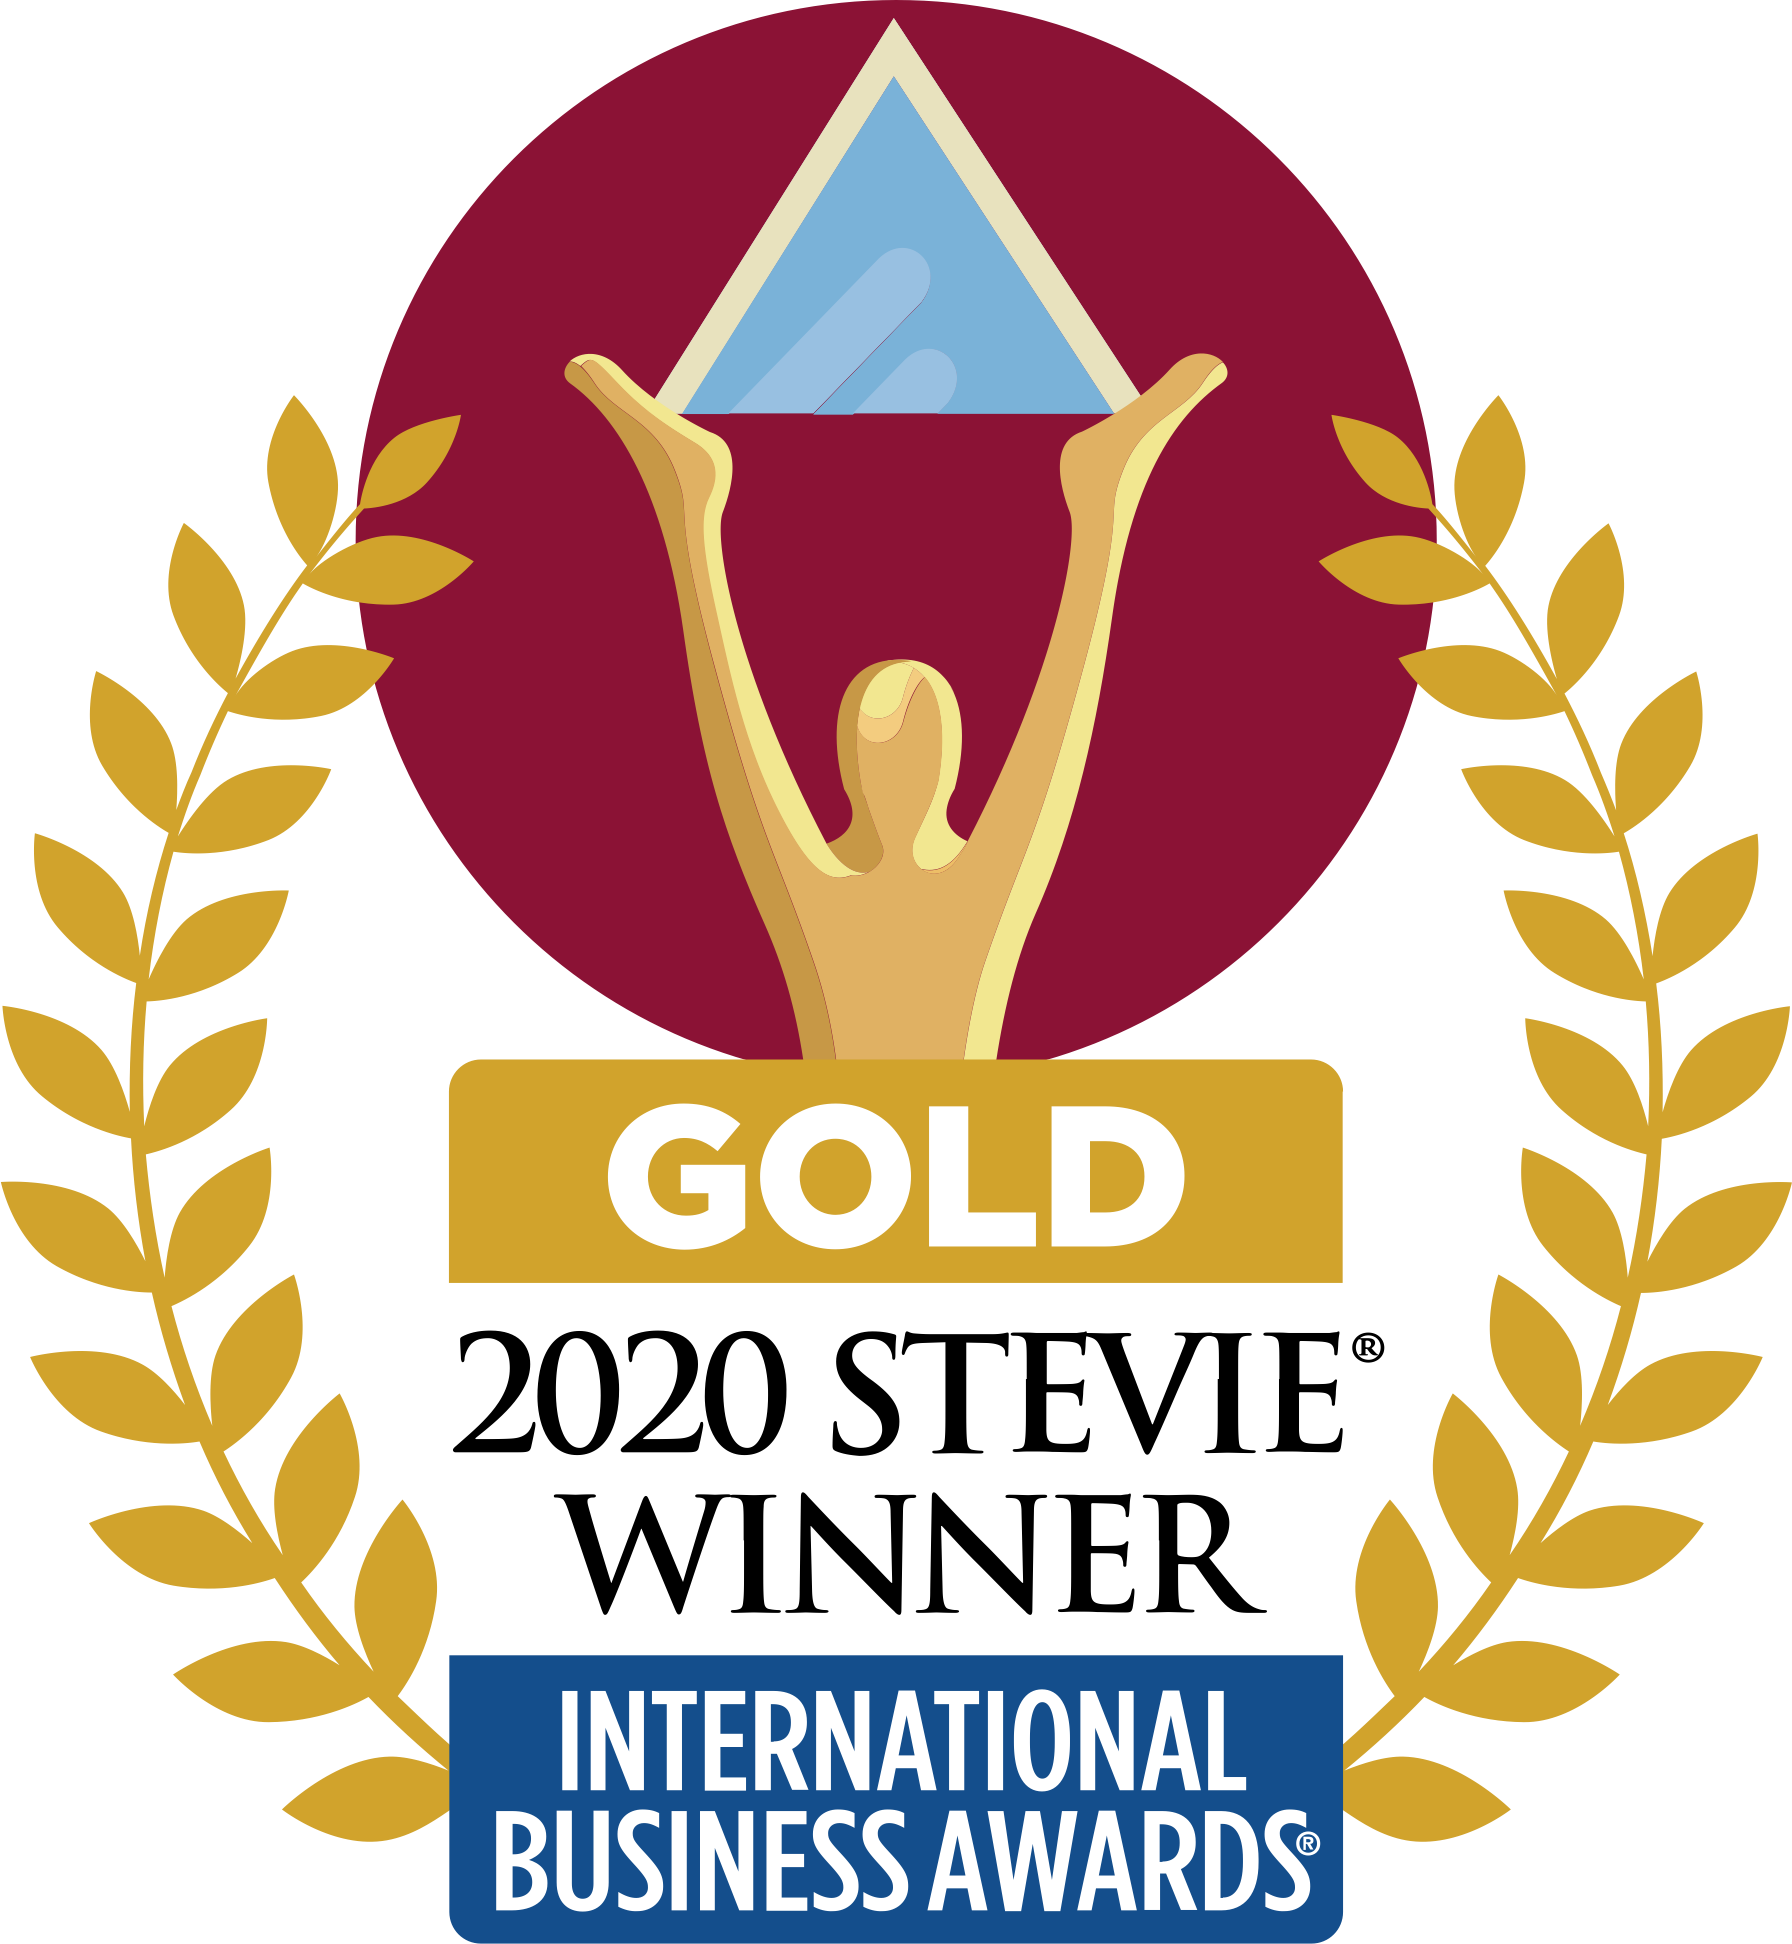 GOLD
2020 STEVIE®
WINNER
INTERNATIONAL
BUSINESS AWARDS®